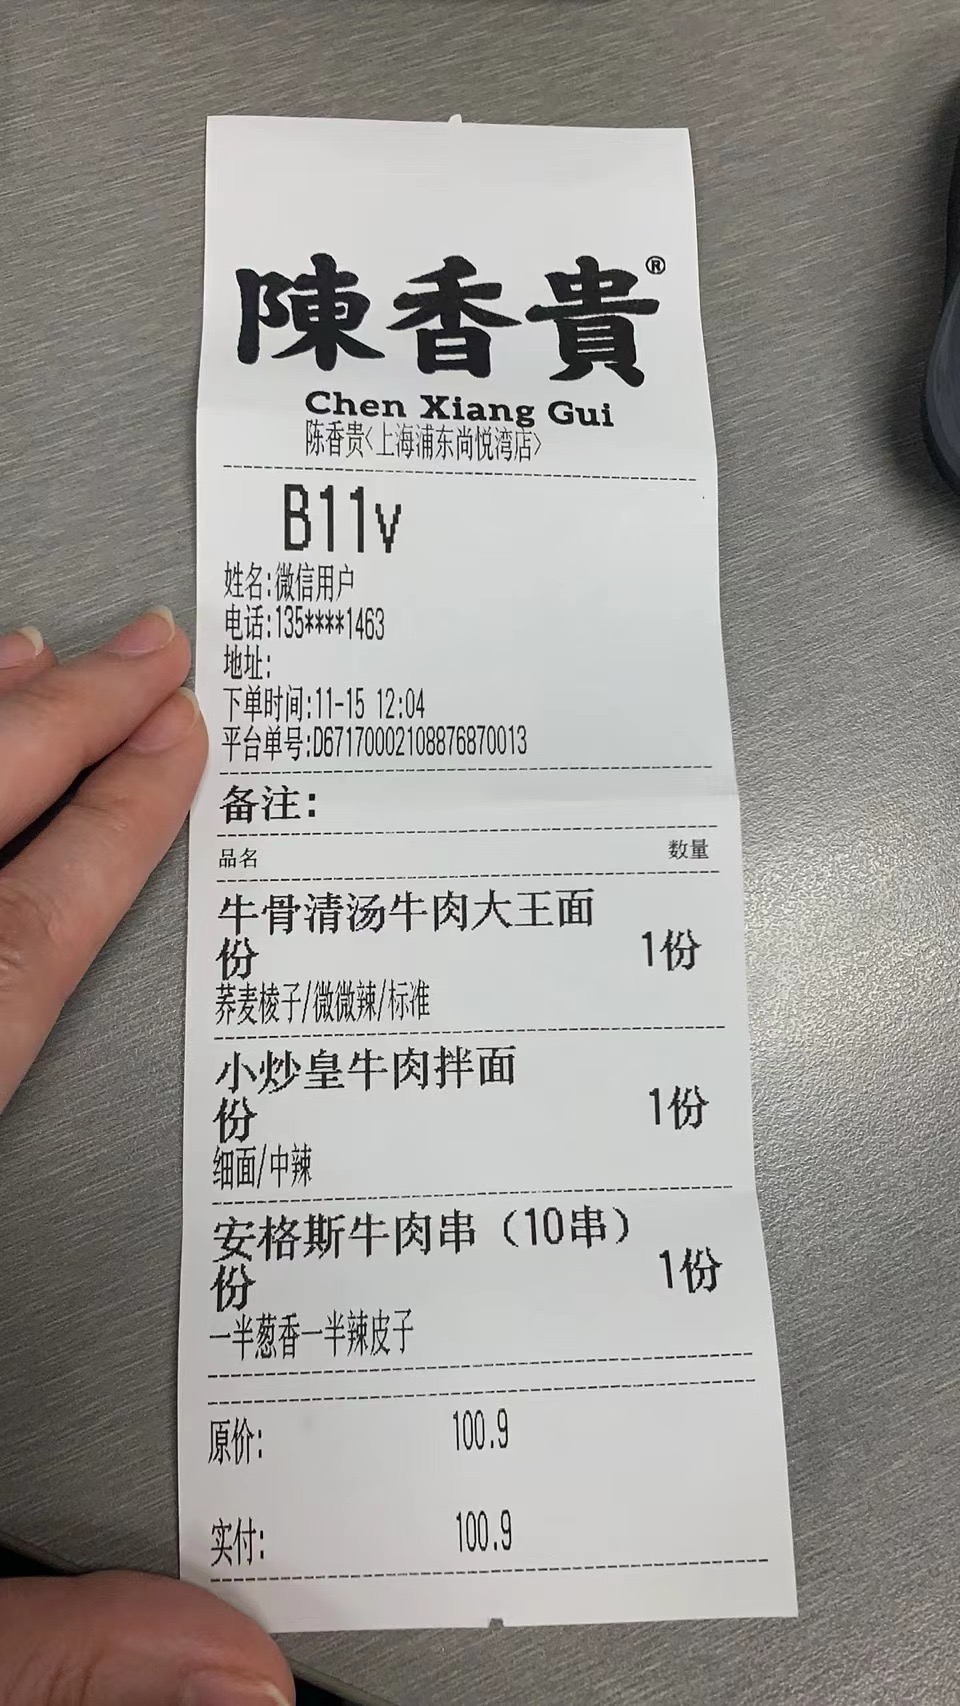 陳香貴®
Chen Xiang Gui
陈香贵<上海浦东尚悦湾店>
B11v
姓名:微信用户
电话:135****1463
地址:
下单时间:11-15 12:04
平台单号:D67170002108876870013
备注:
品名 数量
牛骨清汤牛肉大王面
份 1份
荞麦棱子/微微辣/标准
小炒皇牛肉拌面
份 1份
细面/中辣
安格斯牛肉串（10串）
份 1份
一半葱香一半辣皮子
原价: 100.9
实付: 100.9